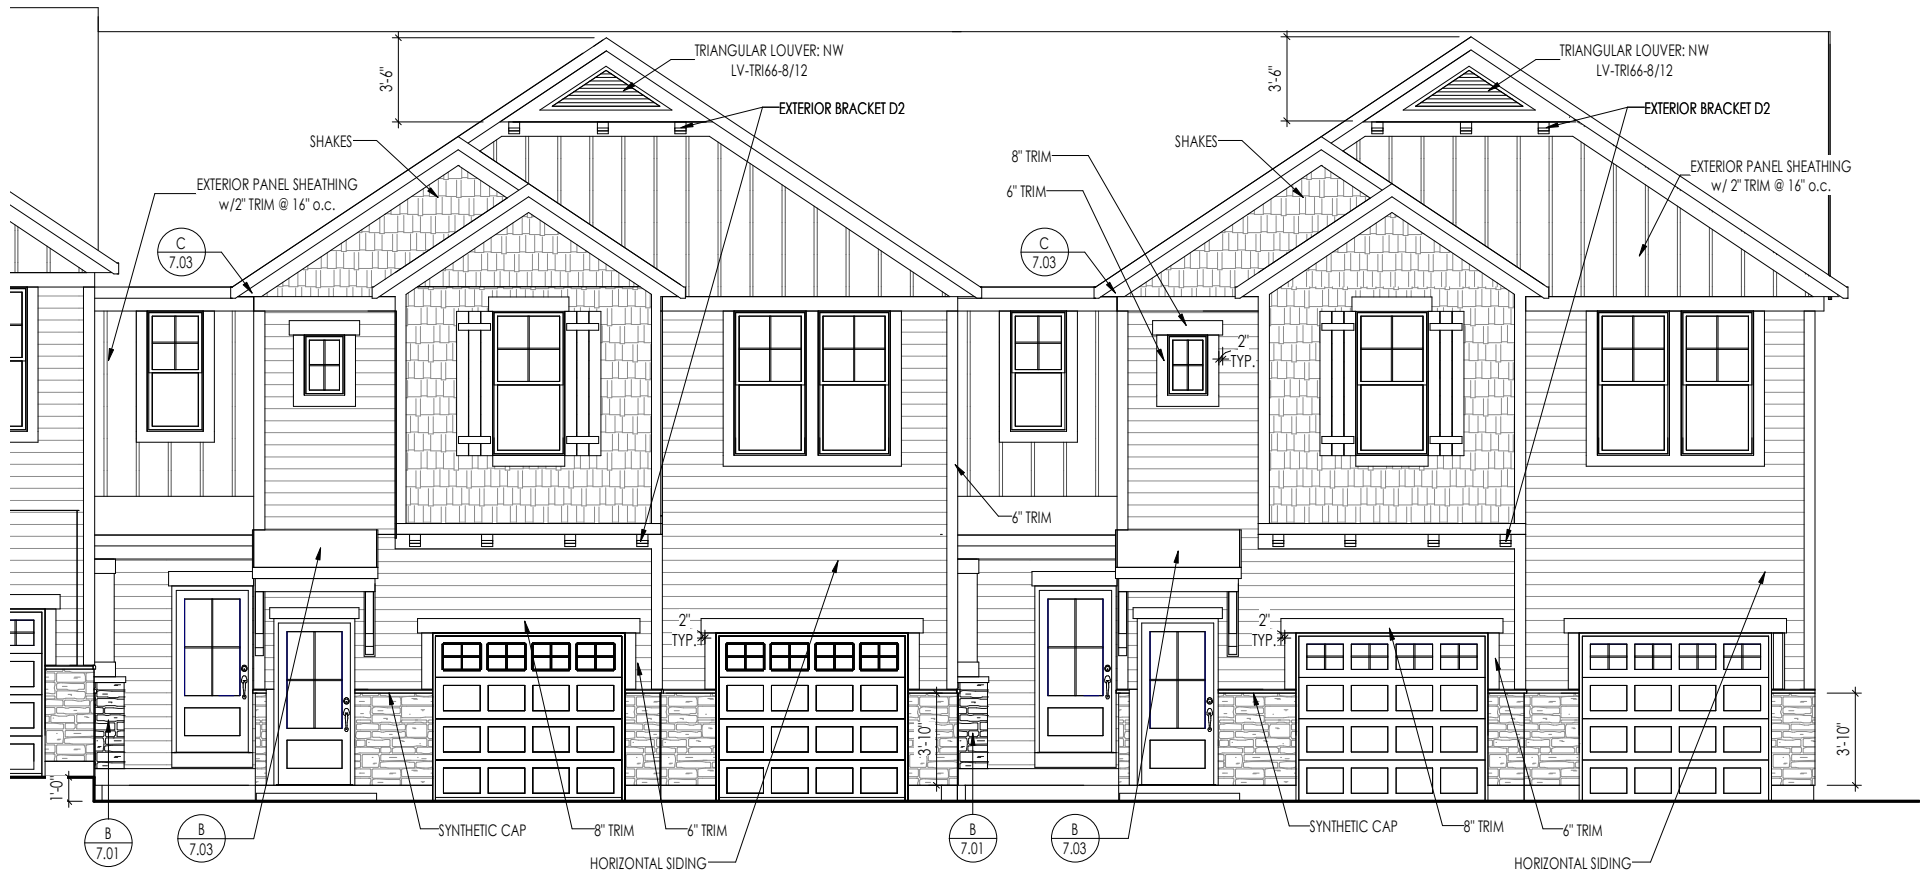 TRIANGULAR LOUVER: NW
LV-TRI66-8/12
3'-6"
EXTERIOR BRACKET D2
SHAKES
EXTERIOR PANEL SHEATHING
w/2" TRIM @ 16" o.c.
C
7.03
TRIANGULAR LOUVER: NW
LV-TRI66-8/12
3'-6"
EXTERIOR BRACKET D2
SHAKES
8" TRIM
6" TRIM
EXTERIOR PANEL SHEATHING
w/ 2" TRIM @ 16" o.c.
C
7.03
2"
TYP.
6" TRIM
2"
TYP.
2"
TYP.
3'-10"
3'-10"
1'-0"
B
7.01
B
7.03
SYNTHETIC CAP
8" TRIM
6" TRIM
HORIZONTAL SIDING
B
7.01
B
7.03
SYNTHETIC CAP
8" TRIM
6" TRIM
HORIZONTAL SIDING